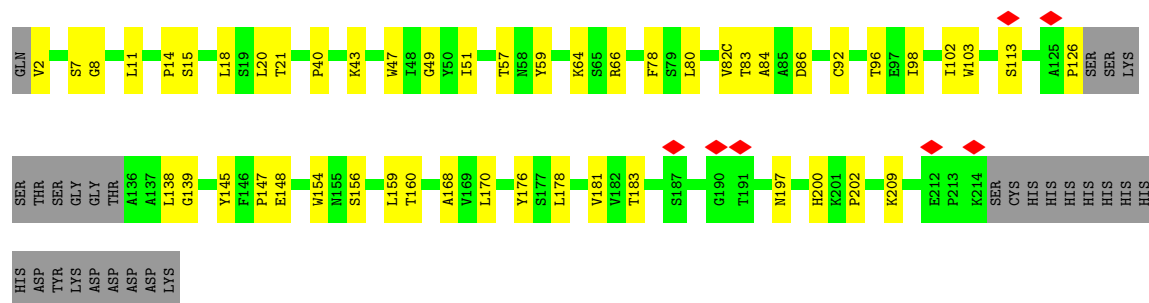 GLN V2 S7 G8 L11 P14 S15 L18 S19 L20 T21 P40 K43 W47 I48 G49 Y50 I51 T57 N58 Y59 K64 S65 R66 F78 S79 L80 V82C T83 A84 A85 D86 C92 T96 E97 I98 I102 W103 S113 A125 P126 SER SER LYS
SER THR SER GLY GLY THR A136 A137 L138 G139 Y145 F146 P147 E148 W154 N155 S156 L159 T160 A168 V169 L170 Y176 S177 L178 V181 V182 T183 S187 G190 T191 N197 H200 K201 P202 K209 E212 P213 K214 SER CYS HIS HIS HIS HIS HIS HIS HIS
HIS ASP TYR LYS ASP ASP ASP ASP LYS